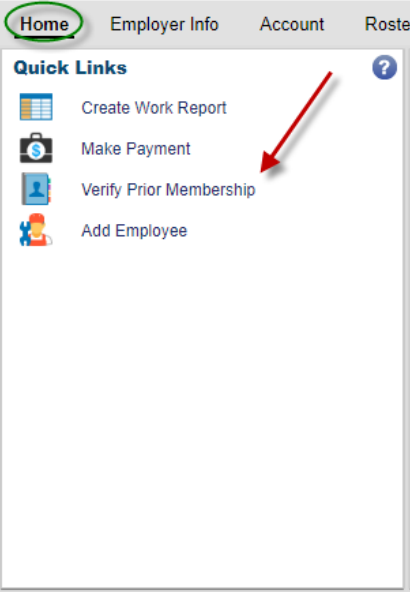 Home Employer Info Account Roste
Quick Links ?
Create Work Report
$
Make Payment
Verify Prior Membership
Add Employee